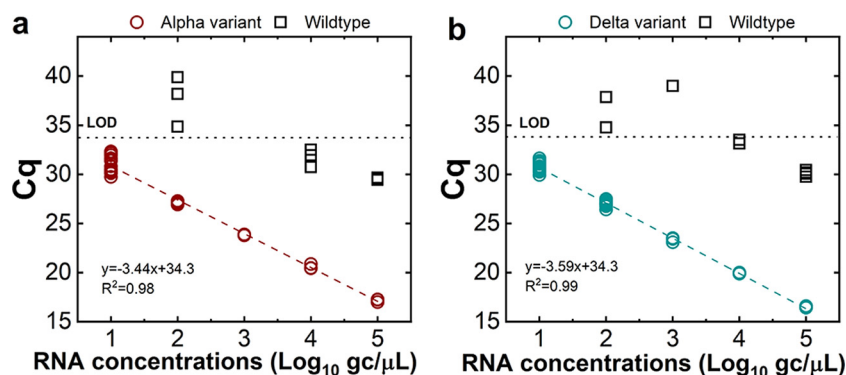 a
Alpha variant
Wildtype
40
35
30
25
20
15
Cq
LOD
y=-3.44x+34.3
R²=0.98
1 2 3 4 5
RNA concentrations (Log₁₀ gc/μL)
b
Delta variant
Wildtype
40
35
30
25
20
15
Cq
LOD
y=-3.59x+34.3
R²=0.99
1 2 3 4 5
RNA concentrations (Log₁₀ gc/μL)